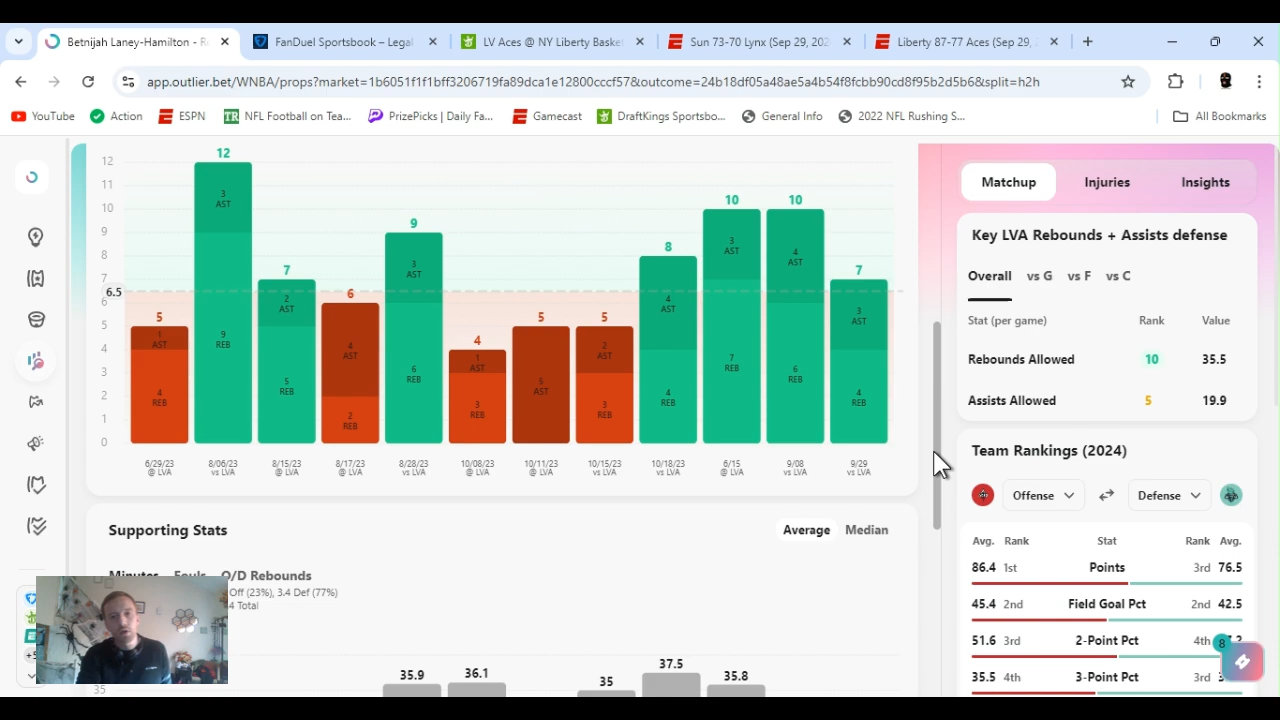 Betnijah Laney-Hamilton - R
FanDuel Sportsbook – Legal
LV Aces @ NY Liberty Basket
Sun 73-70 Lynx (Sep 29, 202
Liberty 87-77 Aces (Sep 29,
app.outlier.bet/WNBA/props?market=1b6051f1f1bff3206719fa89dca1e12800cccf57&outcome=24b18df05a48ae5a4b54f8fcbb90cd8f95b2d5b6&split=h2h
YouTube
Action
ESPN
NFL Football on Tea...
PrizePicks | Daily Fa...
Gamecast
DraftKings Sportsbo...
General Info
2022 NFL Rushing S...
All Bookmarks
12
11
10
9
8
7
6.5
6
5
4
3
2
1
0
5
1
AST
4
REB
12
3
AST
9
REB
7
2
AST
5
REB
6
4
AST
2
REB
9
3
AST
6
REB
4
1
AST
3
REB
5
5
AST
5
2
AST
3
REB
8
4
AST
4
REB
10
3
AST
7
REB
10
4
AST
6
REB
7
3
AST
4
REB
6/29/23
@ LVA
8/06/23
vs LVA
8/15/23
@ LVA
8/17/23
@ LVA
8/28/23
vs LVA
10/08/23
@ LVA
10/11/23
@ LVA
10/15/23
vs LVA
10/18/23
vs LVA
6/15
@ LVA
9/08
vs LVA
9/29
vs LVA
Supporting Stats
Average
Median
Minutes
Fouls
O/D Rebounds
Off (23%), 3.4 Def (77%)
4 Total
35
35.9
36.1
35
37.5
35.8
Matchup
Injuries
Insights
Key LVA Rebounds + Assists defense
Overall
vs G
vs F
vs C
Stat (per game)
Rank
Value
Rebounds Allowed
10
35.5
Assists Allowed
5
19.9
Team Rankings (2024)
Offense
Defense
Avg.
Rank
Stat
Rank
Avg.
86.4
1st
Points
3rd
76.5
45.4
2nd
Field Goal Pct
2nd
42.5
51.6
3rd
2-Point Pct
4th
8
35.5
4th
3-Point Pct
3rd